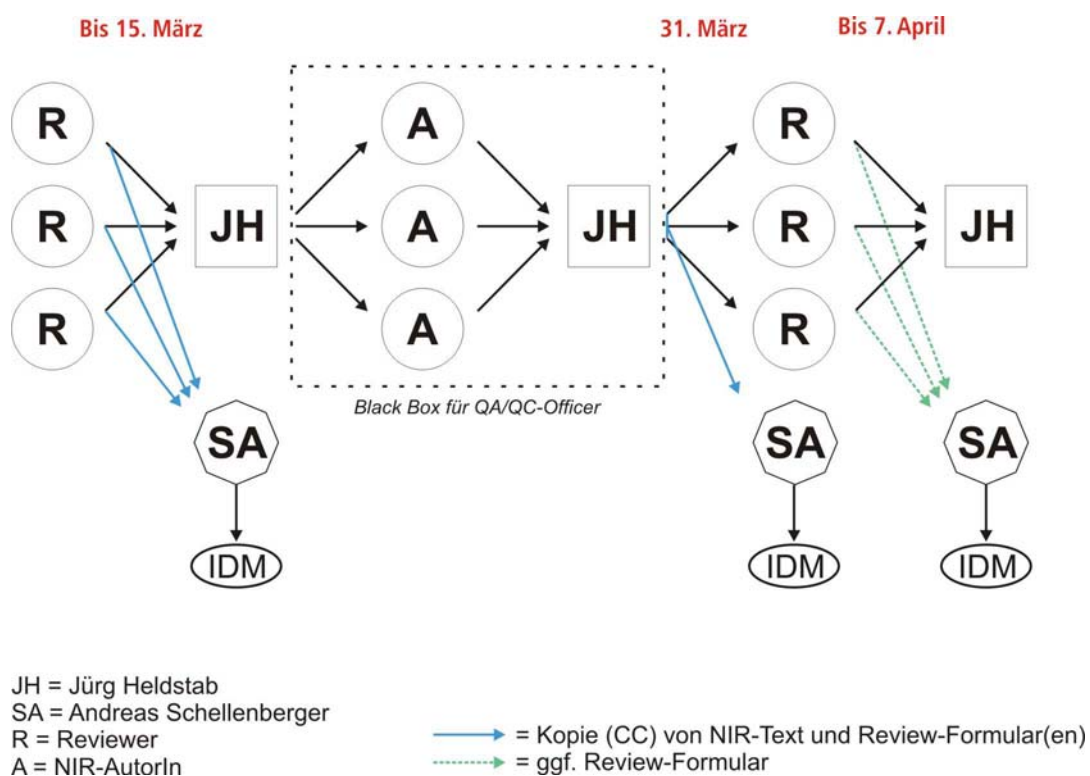 Bis 15. März
31. März
Bis 7. April
R
A
R
R
JH
A
JH
R
JH
R
A
R
Black Box für QA/QC-Officer
SA
SA
SA
IDM
IDM
IDM
JH = Jürg Heldstab
SA = Andreas Schellenberger
R = Reviewer
A = NIR-AutorIn
= Kopie (CC) von NIR-Text und Review-Formular(en)
= ggf. Review-Formular